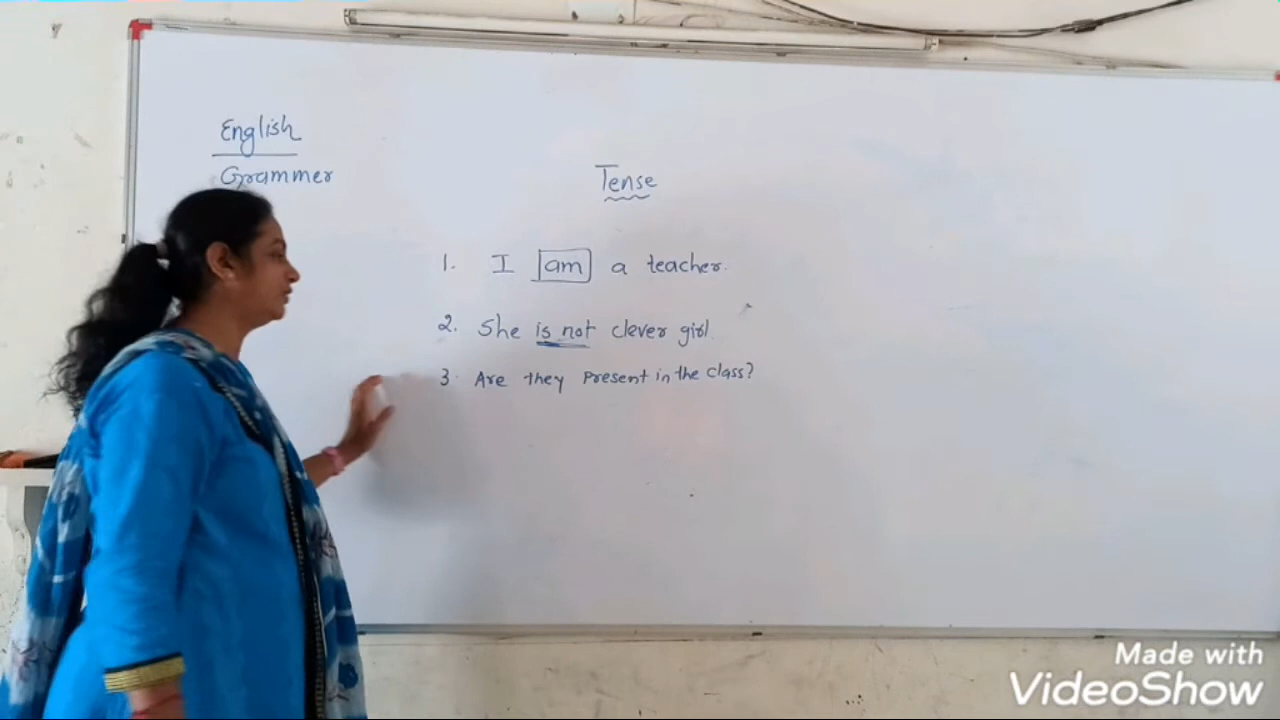 English
Grammer
Tense
1. I am a teacher.
2. She is not clever girl.
3. Are they Present in the class?
Made with
VideoShow